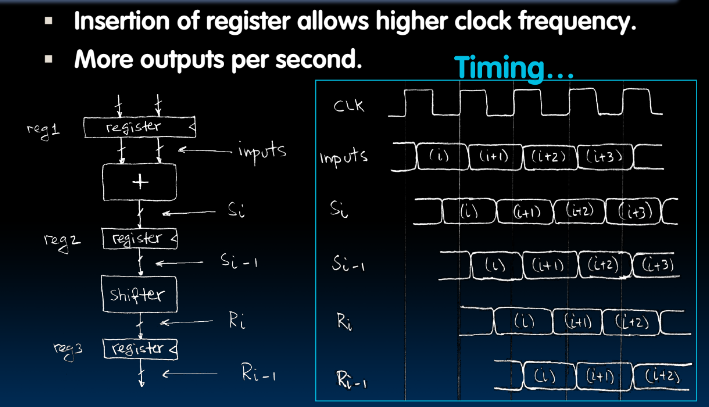 Insertion of register allows higher clock frequency.
More outputs per second.
Timing...
reg1
register
inputs
+
Si
reg2
register
Si-1
shifter
Ri
reg3
register
Ri-1
CLK
inputs (i) (i+1) (i+2) (i+3)
Si (i) (i+1) (i+2) (i+3)
Si-1 (i) (i+1) (i+2) (i+3)
Ri (i) (i+1) (i+2)
Ri-1 (i) (i+1) (i+2)